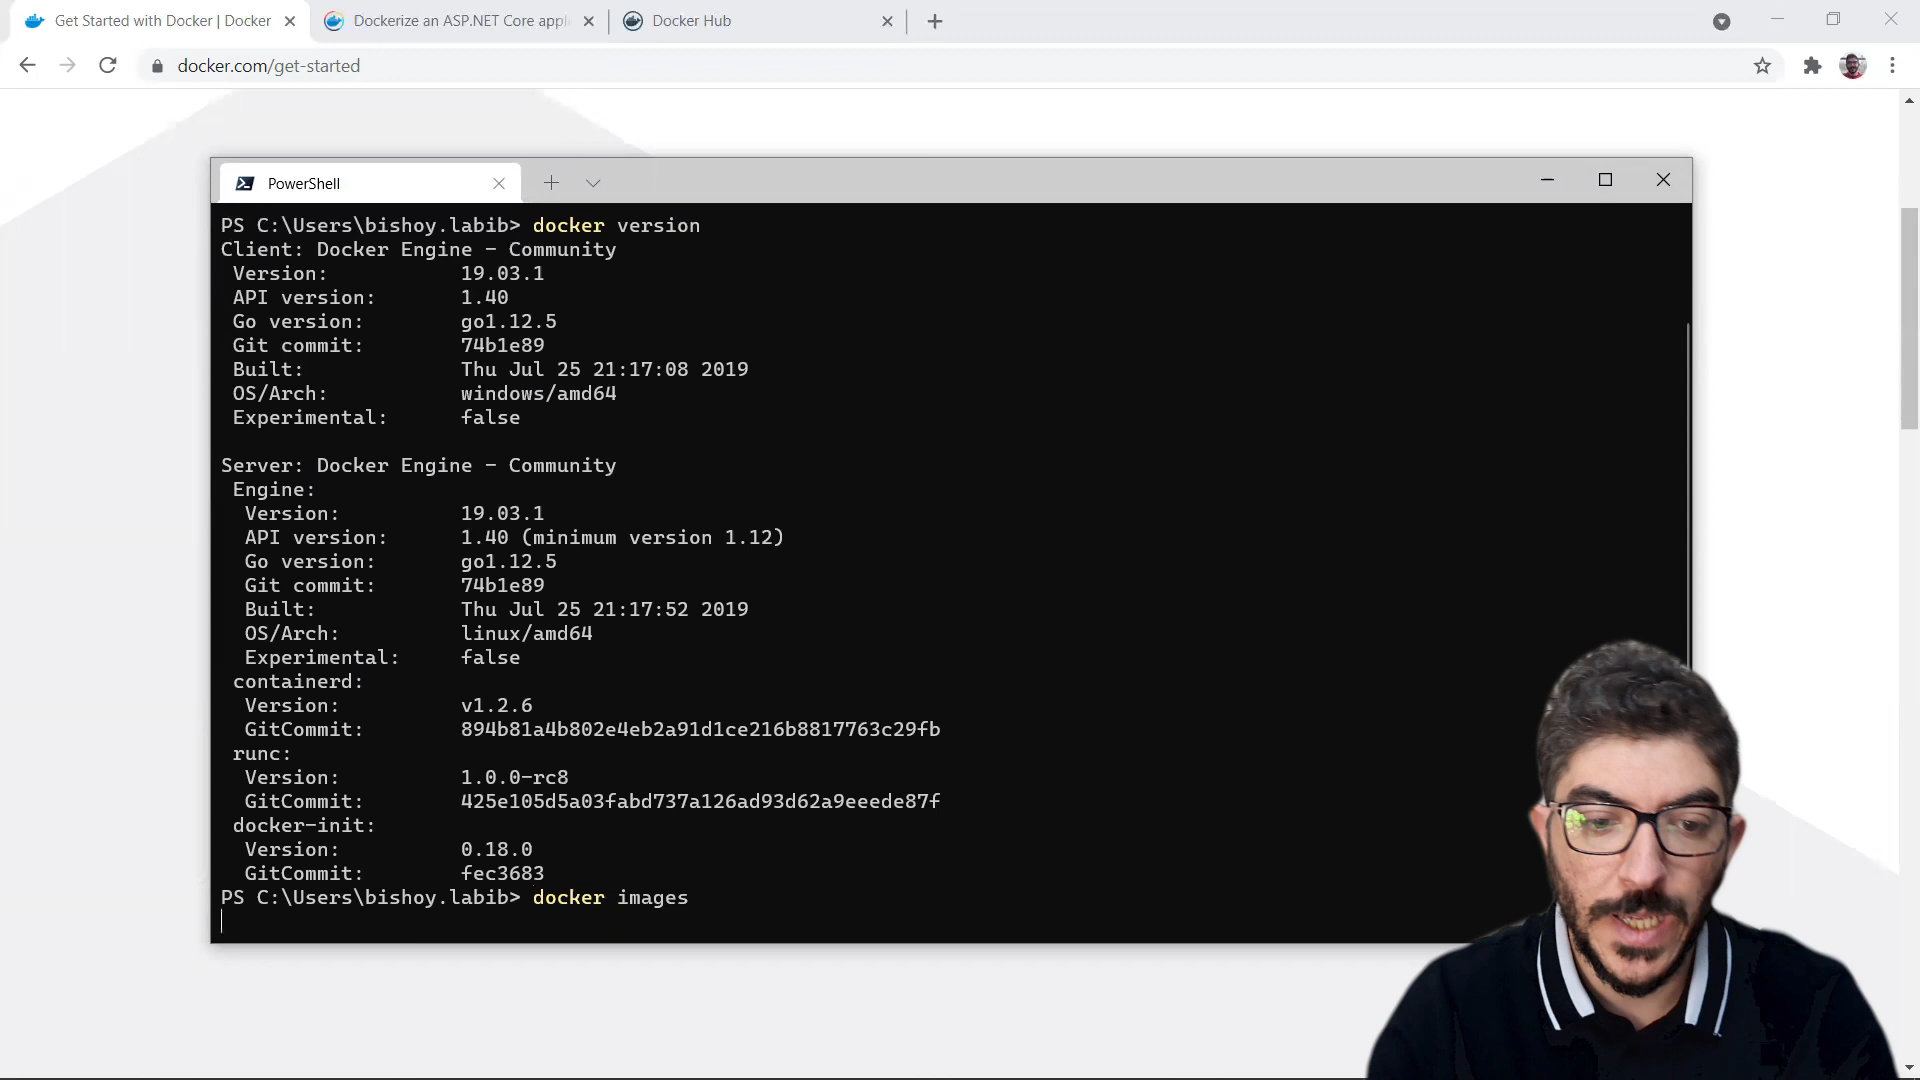 Get Started with Docker | Docker
Dockerize an ASP.NET Core appl
Docker Hub
docker.com/get-started
PowerShell
PS C:\Users\bishoy.labib> docker version
Client: Docker Engine - Community
Version: 19.03.1
API version: 1.40
Go version: go1.12.5
Git commit: 74b1e89
Built: Thu Jul 25 21:17:08 2019
OS/Arch: windows/amd64
Experimental: false
Server: Docker Engine - Community
Engine:
Version: 19.03.1
API version: 1.40 (minimum version 1.12)
Go version: go1.12.5
Git commit: 74b1e89
Built: Thu Jul 25 21:17:52 2019
OS/Arch: linux/amd64
Experimental: false
containerd:
Version: v1.2.6
GitCommit: 894b81a4b802e4eb2a91d1ce216b8817763c29fb
runc:
Version: 1.0.0-rc8
GitCommit: 425e105d5a03fabd737a126ad93d62a9eeede87f
docker-init:
Version: 0.18.0
GitCommit: fec3683
PS C:\Users\bishoy.labib> docker images